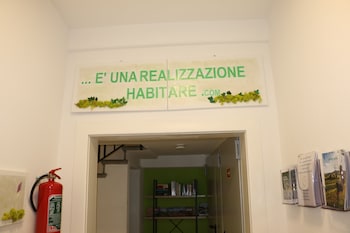 ... E' UNA REALIZZAZIONE
HABITARE .COM